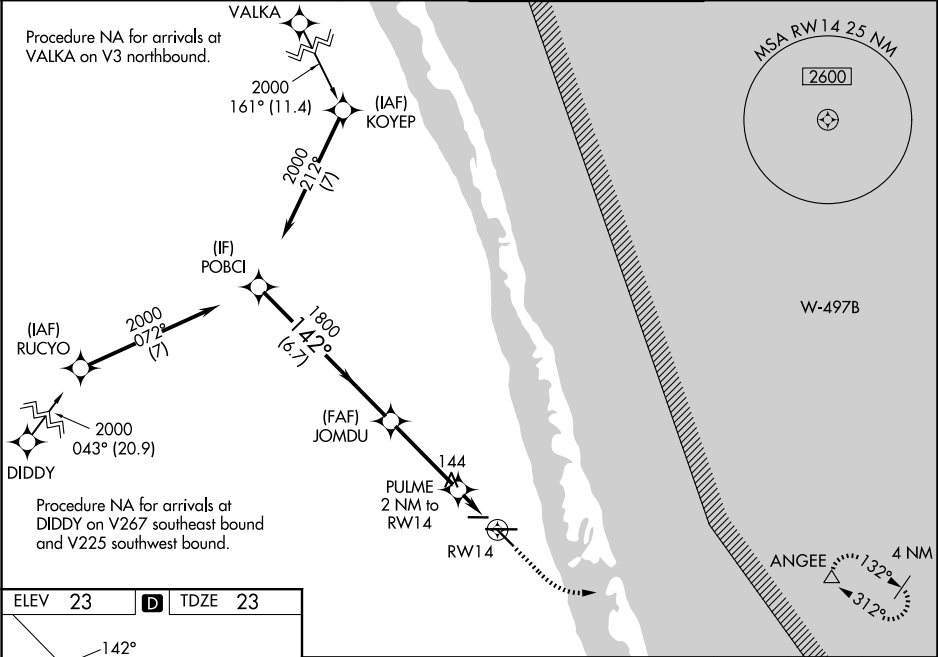 VALKA
Procedure NA for arrivals at
VALKA on V3 northbound.
MSA RW14 25 NM
2600
2000
161° (11.4)
(IAF)
KOYEP
2000
212°
(7)
(IF)
POBCI
W-497B
(IAF)
RUCYO
2000
072°
(7)
1800
142°
(6.7)
2000
043° (20.9)
DIDDY
(FAF)
JOMDU
144
PULME
2 NM to
RW14
RW14
Procedure NA for arrivals at
DIDDY on V267 southeast bound
and V225 southwest bound.
ANGEE
132°
4 NM
312°
ELEV 23 D TDZE 23
142°